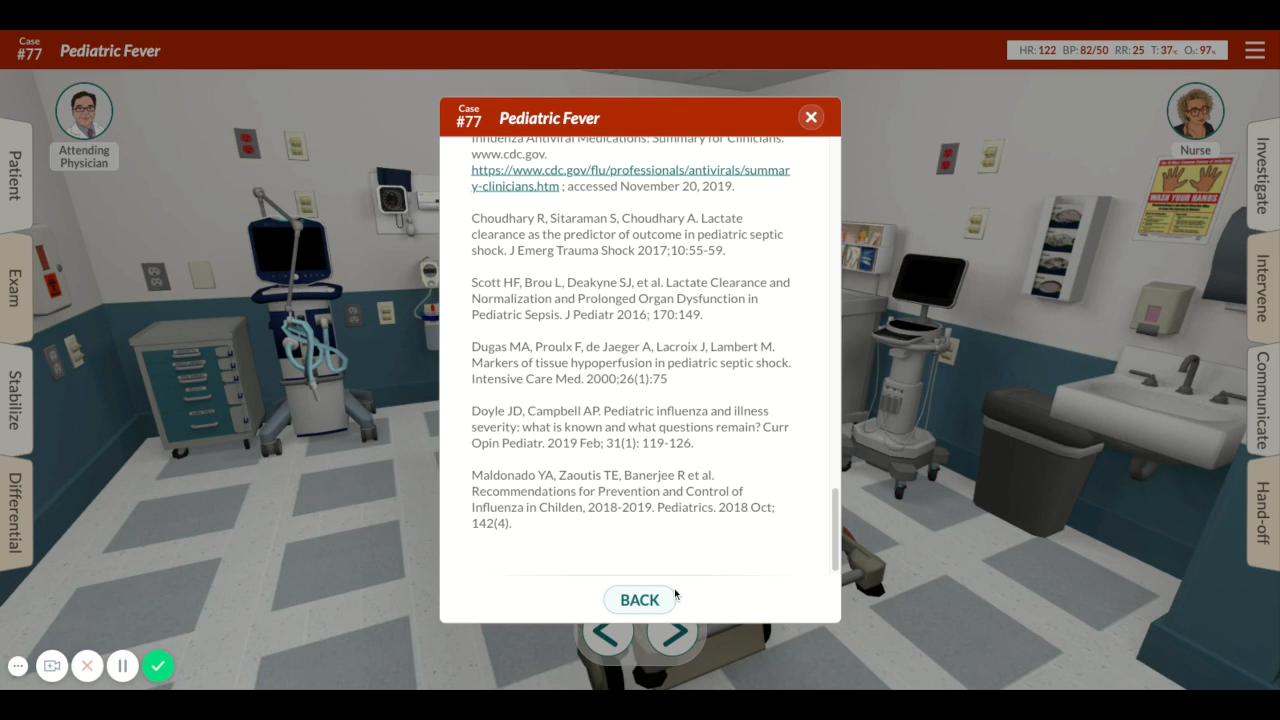 Case
#77
Pediatric Fever
HR: 122 BP: 82/50 RR: 25 T: 37°c O₂: 97%
Attending
Physician
Nurse
Patient
Exam
Stabilize
Differential
Investigate
Intervene
Communicate
Hand-off
WASH YOUR HANDS
Case
#77
Pediatric Fever
Influenza Antiviral Medications: Summary for Clinicians.
www.cdc.gov.
https://www.cdc.gov/flu/professionals/antivirals/summar
y-clinicians.htm ; accessed November 20, 2019.
Choudhary R, Sitaraman S, Choudhary A. Lactate
clearance as the predictor of outcome in pediatric septic
shock. J Emerg Trauma Shock 2017;10:55-59.
Scott HF, Brou L, Deakyne SJ, et al. Lactate Clearance and
Normalization and Prolonged Organ Dysfunction in
Pediatric Sepsis. J Pediatr 2016; 170:149.
Dugas MA, Proulx F, de Jaeger A, Lacroix J, Lambert M.
Markers of tissue hypoperfusion in pediatric septic shock.
Intensive Care Med. 2000;26(1):75
Doyle JD, Campbell AP. Pediatric influenza and illness
severity: what is known and what questions remain? Curr
Opin Pediatr. 2019 Feb; 31(1): 119-126.
Maldonado YA, Zaoutis TE, Banerjee R et al.
Recommendations for Prevention and Control of
Influenza in Childen, 2018-2019. Pediatrics. 2018 Oct;
142(4).
BACK